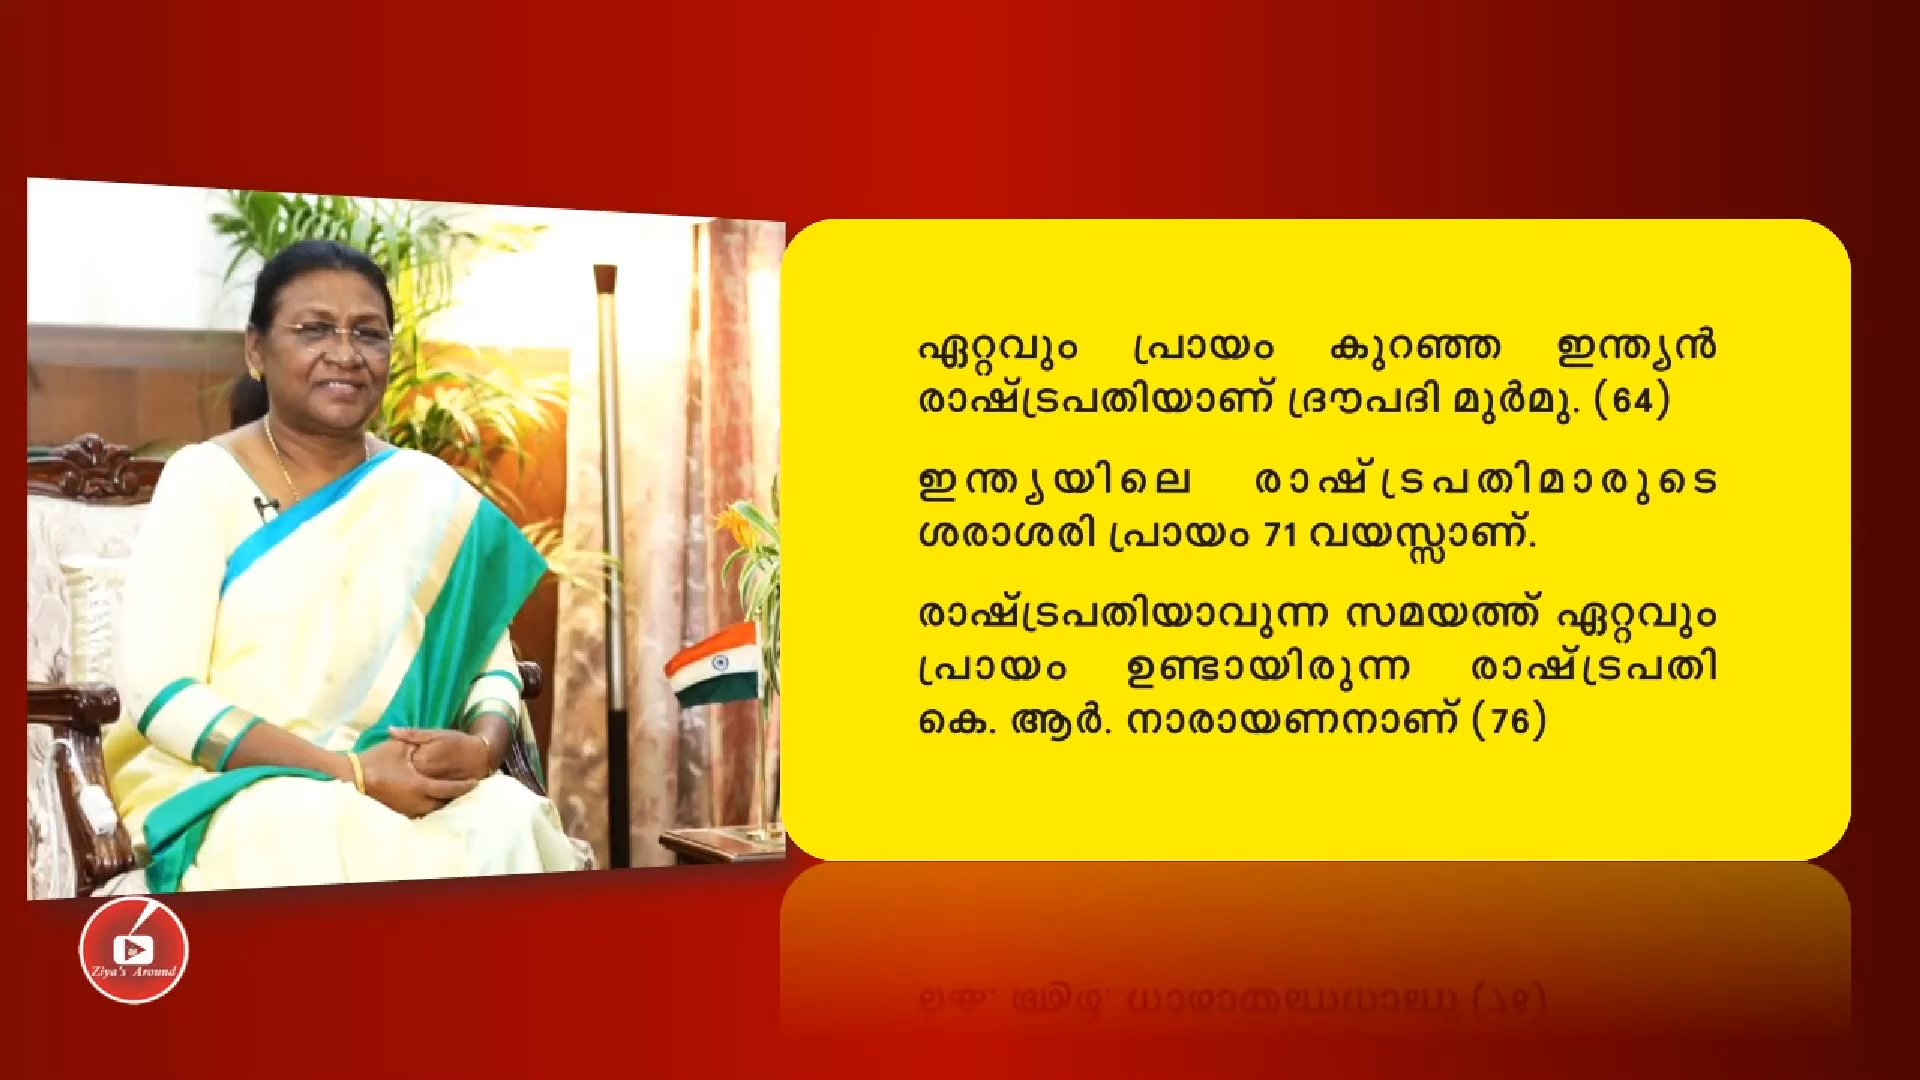 ഏറ്റവും പ്രായം കുറഞ്ഞ ഇന്ത്യൻ
രാഷ്ട്രപതിയാണ് ദ്രൗപദി മുർമു. (64)
ഇന്ത്യയിലെ രാഷ്ട്രപതിമാരുടെ
ശരാശരി പ്രായം 71 വയസ്സാണ്.
രാഷ്ട്രപതിയാവുന്ന സമയത്ത് ഏറ്റവും
പ്രായം ഉണ്ടായിരുന്ന രാഷ്ട്രപതി
കെ. ആർ. നാരായണനാണ് (76)
Ziya's Around